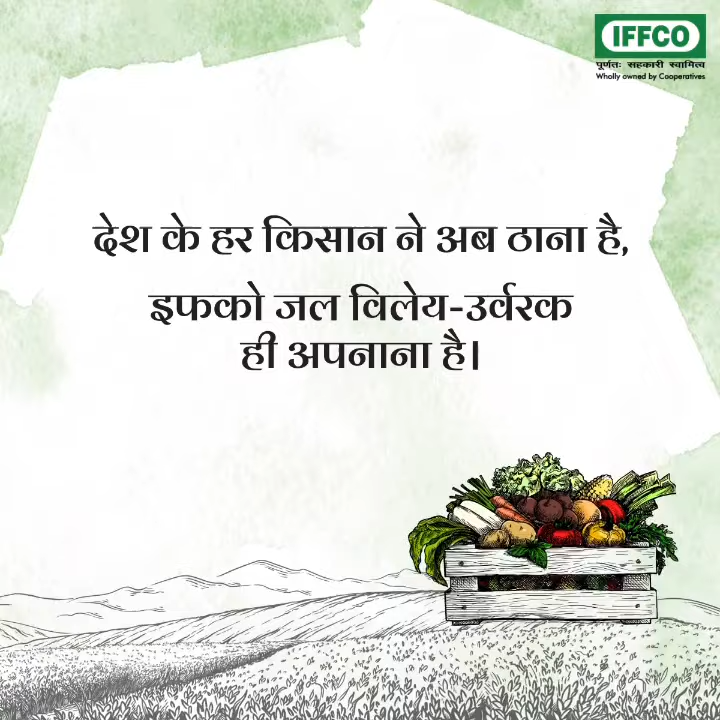 IFFCO
पूर्णतः सहकारी स्वामित्व
Wholly owned by Cooperatives
देश के हर किसान ने अब ठाना है,
इफको जल विलेय-उर्वरक
ही अपनाना है।